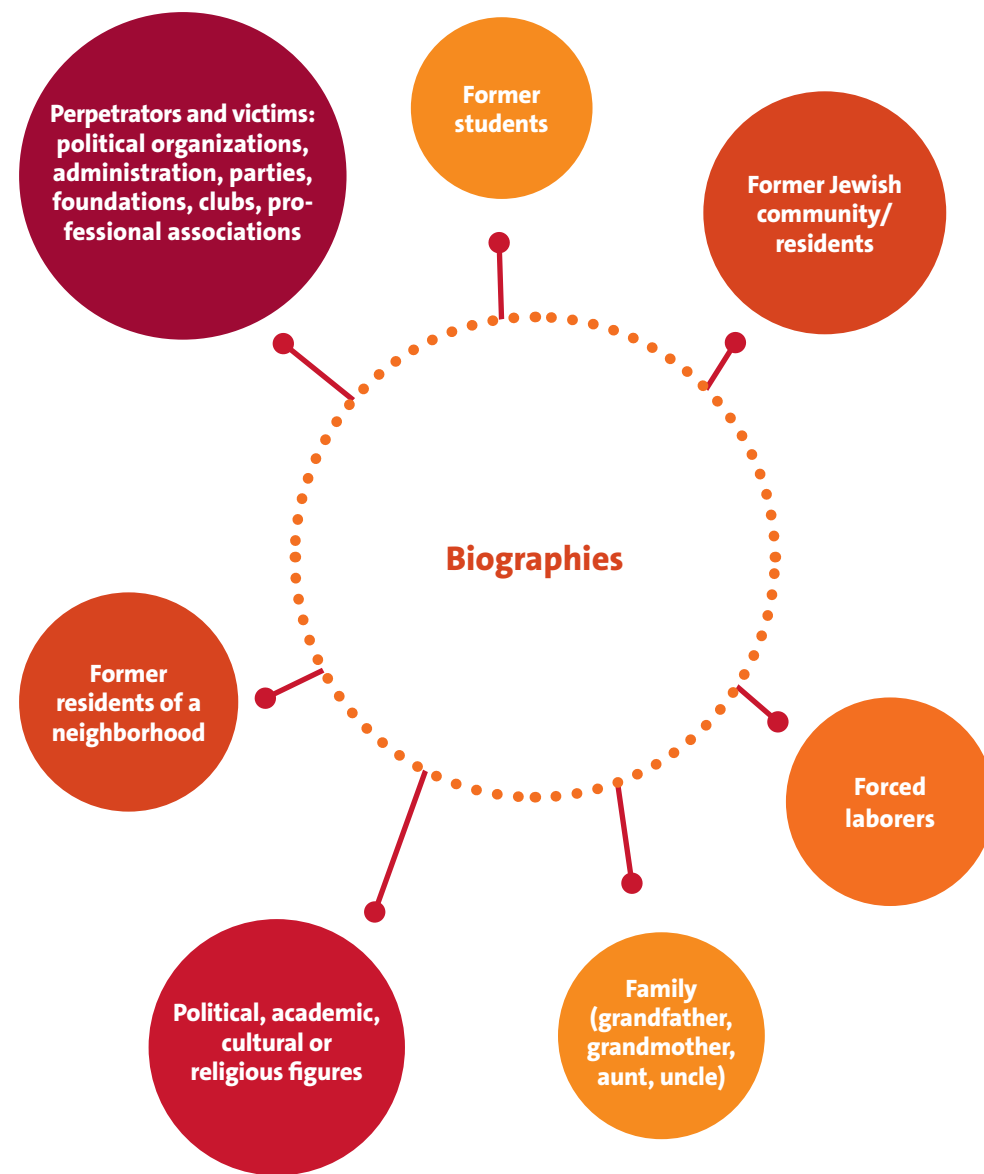 Perpetrators and victims:
political organizations,
administration, parties,
foundations, clubs, pro-
fessional associations
Former
students
Former Jewish
community/
residents
Biographies
Former
residents of a
neighborhood
Forced
laborers
Political, academic,
cultural or
religious figures
Family
(grandfather,
grandmother,
aunt, uncle)